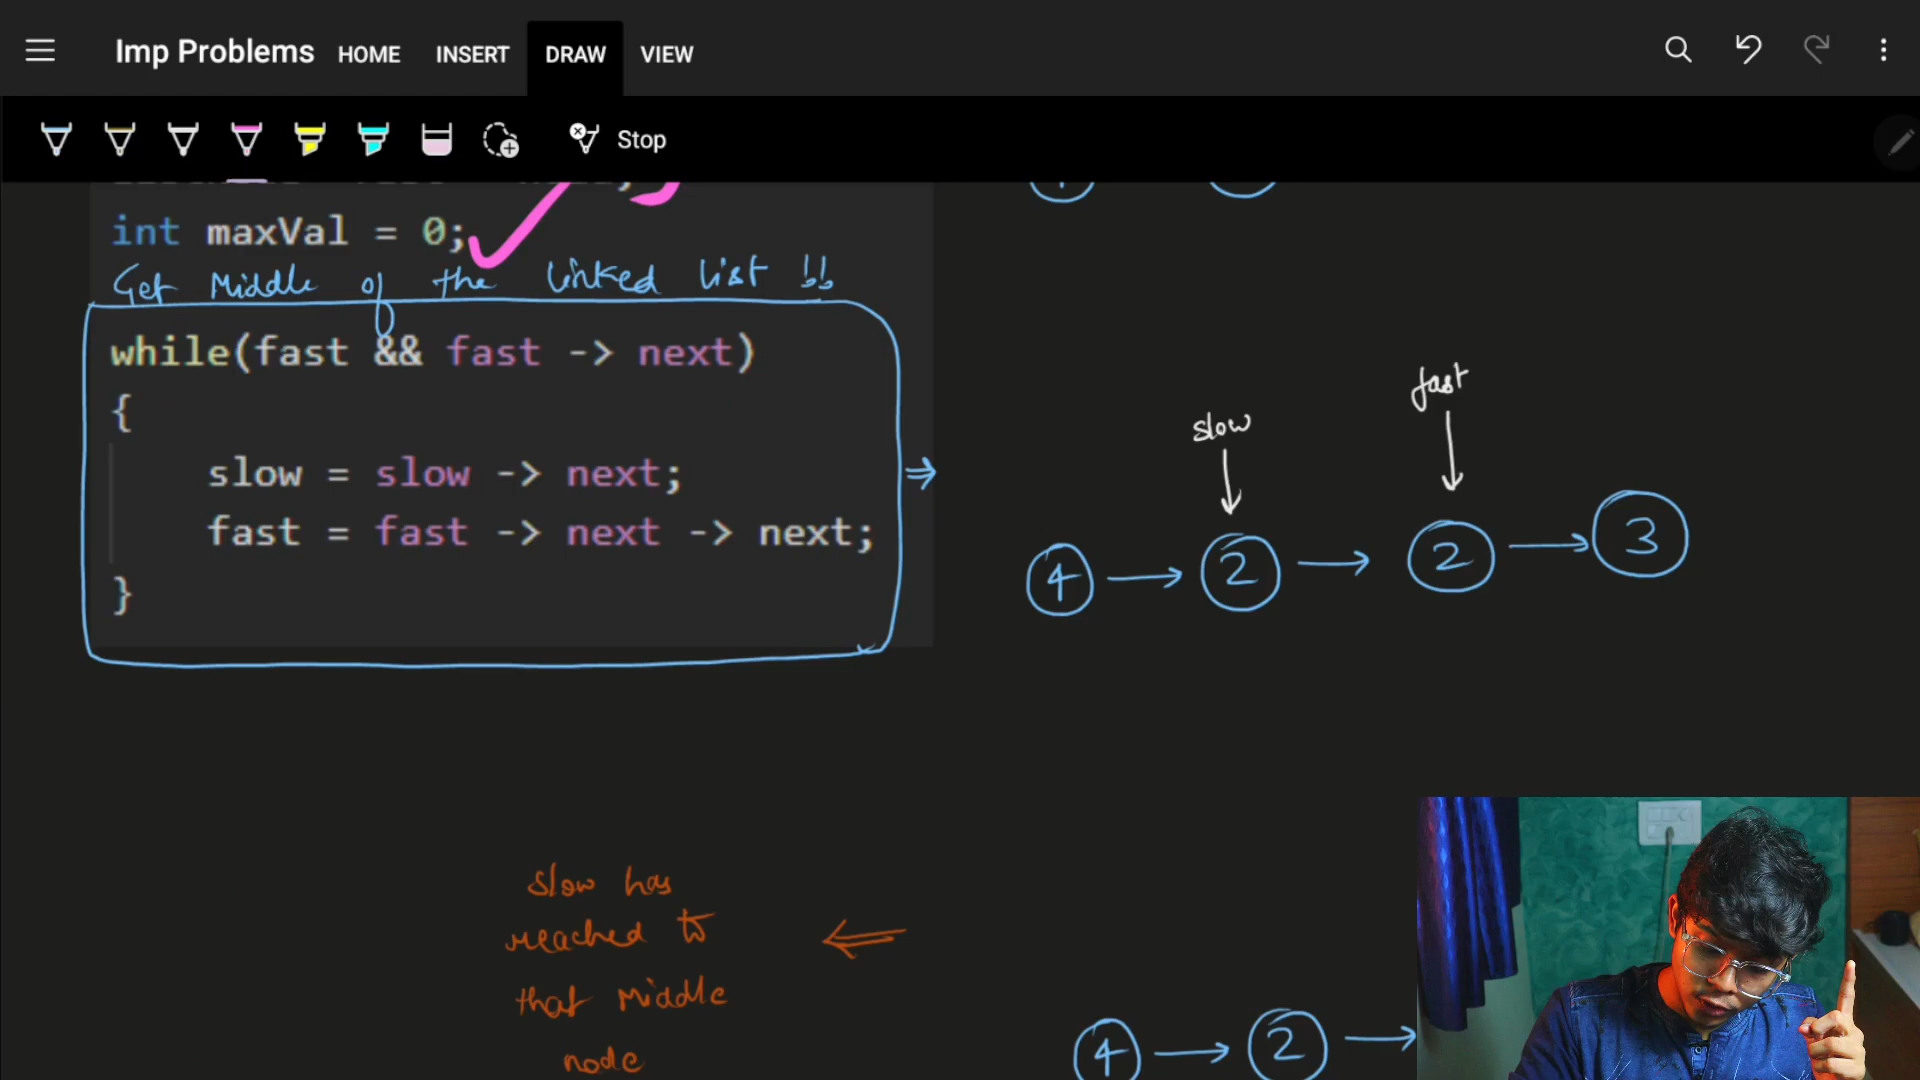 Imp Problems HOME INSERT DRAW VIEW
Stop
int maxVal = 0;
Get Middle of the linked list !!
while(fast && fast -> next)
{
slow = slow -> next;
fast = fast -> next -> next;
}
slow
fast
4 2 2 3
slow has
reached to
that middle
node
4 2